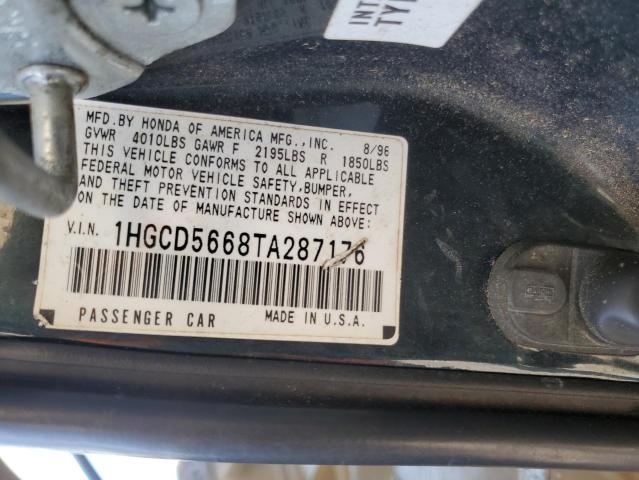 INT
TY
MFD. BY HONDA OF AMERICA MFG., INC. 8/96
GVWR 4010LBS GAWR F 2195LBS R 1850LBS
THIS VEHICLE CONFORMS TO ALL APPLICABLE
FEDERAL MOTOR VEHICLE SAFETY, BUMPER,
AND THEFT PREVENTION STANDARDS IN EFFECT
ON THE DATE OF MANUFACTURE SHOWN ABOVE:
V.I.N. 1HGCD5668TA287176
PASSENGER CAR MADE IN U.S.A.